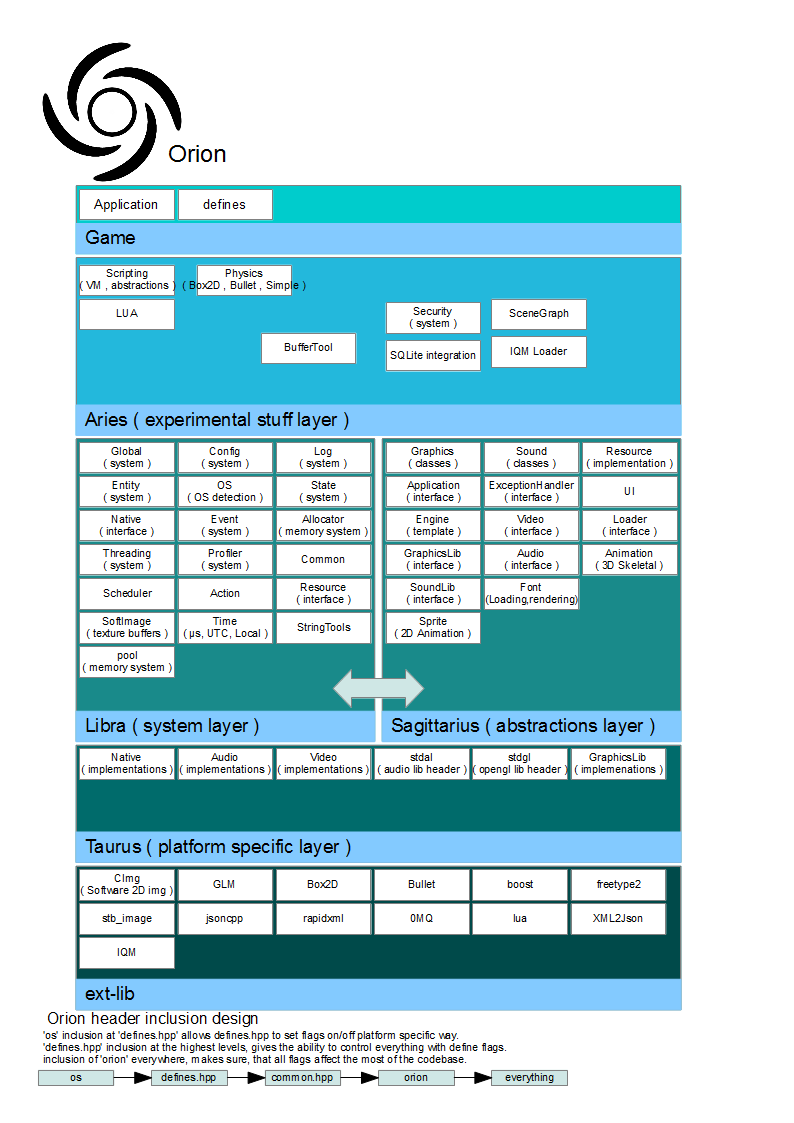 Orion
Application
defines
Game
Scripting
( VM , abstractions )
Physics
( Box2D , Bullet , Simple )
LUA
Security
( system )
SceneGraph
BufferTool
SQLite integration
IQM Loader
Aries ( experimental stuff layer )
Global
( system )
Config
( system )
Log
( system )
Entity
( system )
OS
( OS detection )
State
( system )
Native
( interface )
Event
( system )
Allocator
( memory system )
Threading
( system )
Profiler
( system )
Common
Scheduler
Action
Resource
( interface )
SoftImage
( texture buffers )
Time
( µs, UTC, Local )
StringTools
pool
( memory system )
Libra ( system layer )
Graphics
( classes )
Sound
( classes )
Resource
( implementation )
Application
( interface )
ExceptionHandler
( interface )
UI
Engine
( template )
Video
( interface )
Loader
( interface )
GraphicsLib
( interface )
Audio
( interface )
Animation
( 3D Skeletal )
SoundLib
( interface )
Font
(Loading,rendering)
Sprite
( 2D Animation )
Sagittarius ( abstractions layer )
Native
( implementations )
Audio
( implementations )
Video
( implementations )
stdal
( audio lib header )
stdgl
( opengl lib header )
GraphicsLib
( implemenations )
Taurus ( platform specific layer )
CImg
( Software 2D img )
GLM
Box2D
Bullet
boost
freetype2
stb_image
jsoncpp
rapidxml
0MQ
lua
XML2Json
IQM
ext-lib
Orion header inclusion design
'os' inclusion at 'defines.hpp' allows defines.hpp to set flags on/off platform specific way.
'defines.hpp' inclusion at the highest levels, gives the ability to control everything with define flags.
inclusion of 'orion' everywhere, makes sure, that all flags affect the most of the codebase.
os
defines.hpp
common.hpp
orion
everything